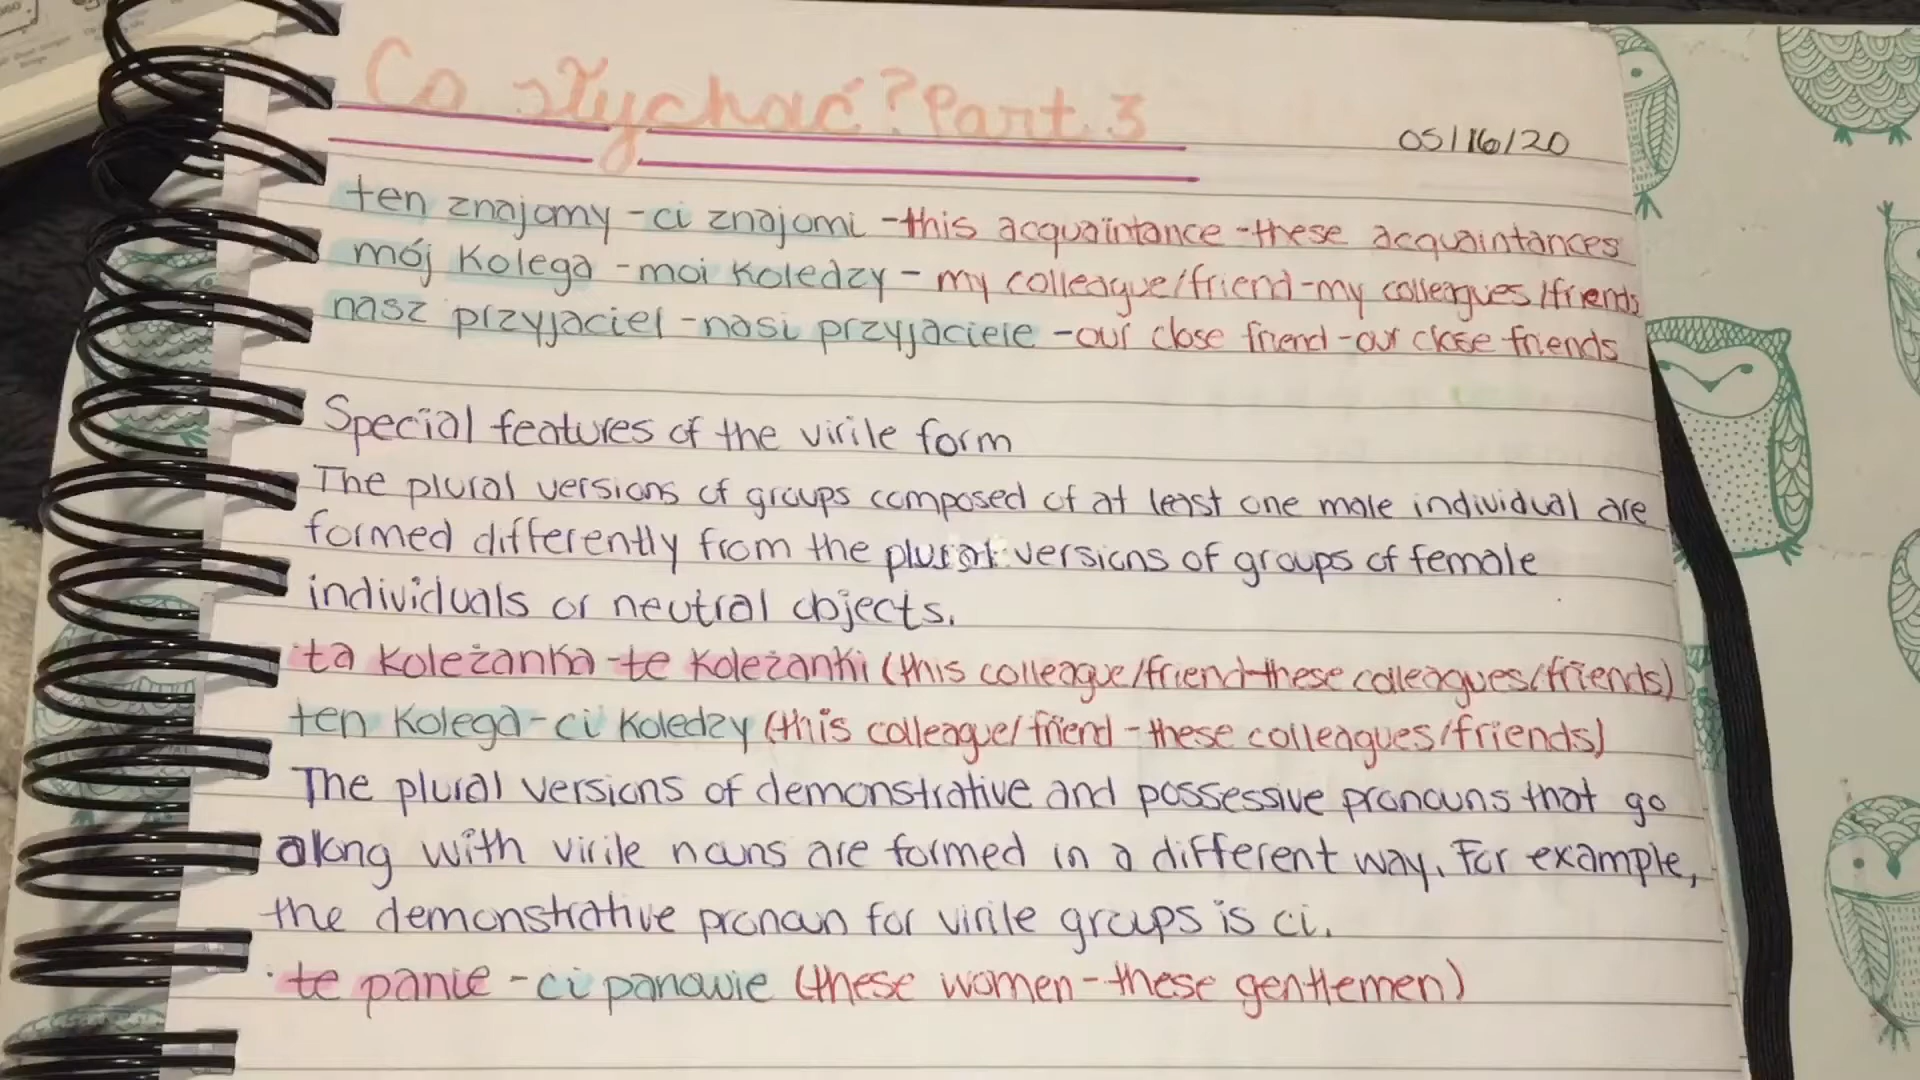 Co słychać? Part 3
05/16/20
ten znajomy - ci znajomi - this acquaintance - these acquaintances
mój kolega - moi koledzy - my colleague/friend - my colleagues/friends
nasz przyjaciel - nasi przyjaciele - our close friend - our close friends
Special features of the virile form
The plural versions of groups composed of at least one male individual are
formed differently from the plural versions of groups of female
individuals or neutral objects.
ta koleżanka - te koleżanki (this colleague/friend - these colleagues/friends)
ten kolega - ci koledzy (this colleague/friend - these colleagues/friends)
The plural versions of demonstrative and possessive pronouns that go
along with virile nouns are formed in a different way. For example,
the demonstrative pronoun for virile groups is ci.
te panie - ci panowie (these women - these gentlemen)